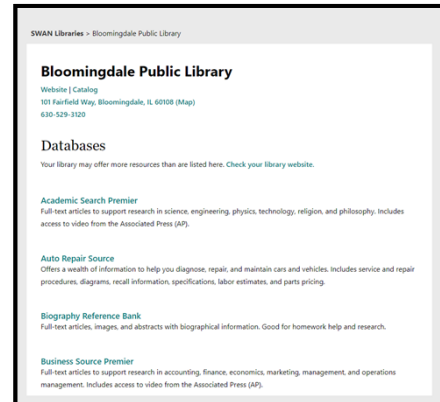 SWAN Libraries > Bloomingdale Public Library
Bloomingdale Public Library
Website | Catalog
101 Fairfield Way, Bloomingdale, IL 60108 (Map)
630-529-3120
Databases
Your library may offer more resources than are listed here. Check your library website.
Academic Search Premier
Full-text articles to support research in science, engineering, physics, technology, religion, and philosophy. Includes
access to video from the Associated Press (AP).
Auto Repair Source
Offers a wealth of information to help you diagnose, repair, and maintain cars and vehicles. Includes service and repair
procedures, diagrams, recall information, specifications, labor estimates, and parts pricing.
Biography Reference Bank
Full-text articles, images, and abstracts with biographical information. Good for homework help and research.
Business Source Premier
Full-text articles to support research in accounting, finance, economics, marketing, management, and operations
management. Includes access to video from the Associated Press (AP).